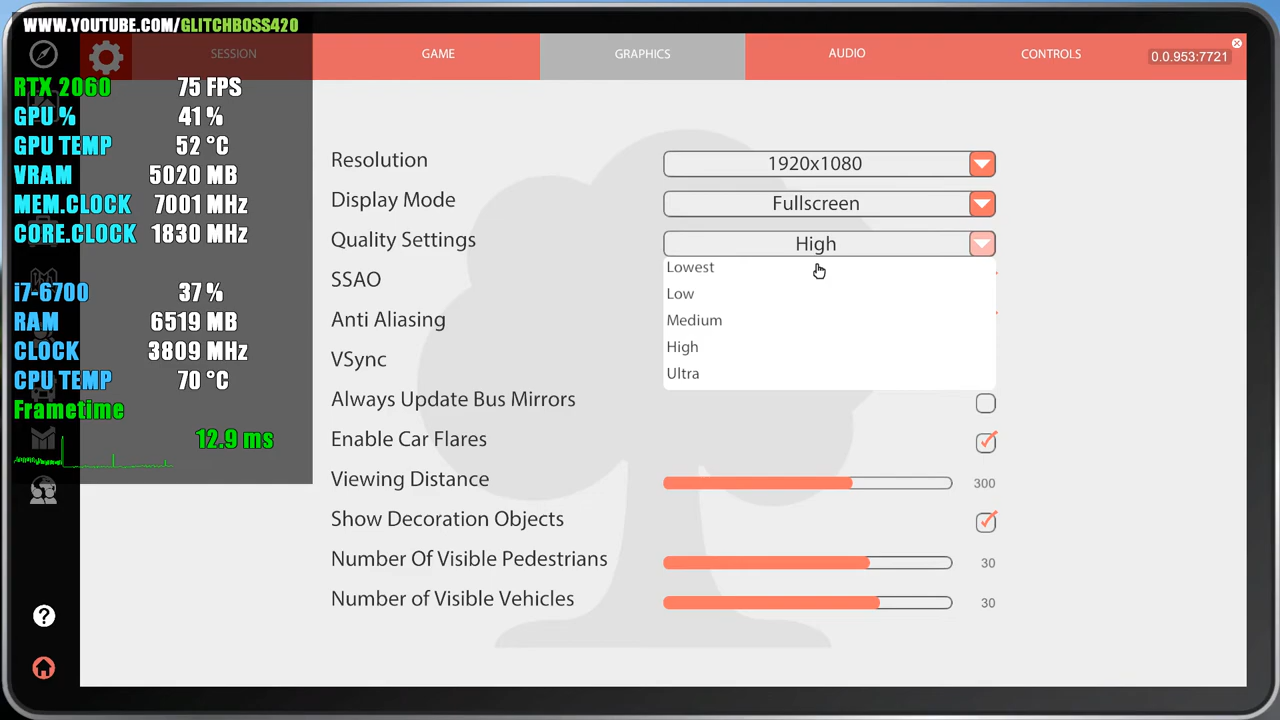 WWW.YOUTUBE.COM/GLITCHBOSS420
SESSION
GAME
GRAPHICS
AUDIO
CONTROLS
0.0.953:7721
RTX 2060 75 FPS
GPU % 41 %
GPU TEMP 52 °C
VRAM 5020 MB
MEM.CLOCK 7001 MHz
CORE.CLOCK 1830 MHz
i7-6700 37 %
RAM 6519 MB
CLOCK 3809 MHz
CPU TEMP 70 °C
Frametime
12.9 ms
Resolution 1920x1080
Display Mode Fullscreen
Quality Settings High
Lowest
Low
Medium
High
Ultra
SSAO
Anti Aliasing
VSync
Always Update Bus Mirrors
Enable Car Flares
Viewing Distance 300
Show Decoration Objects
Number Of Visible Pedestrians 30
Number of Visible Vehicles 30
?